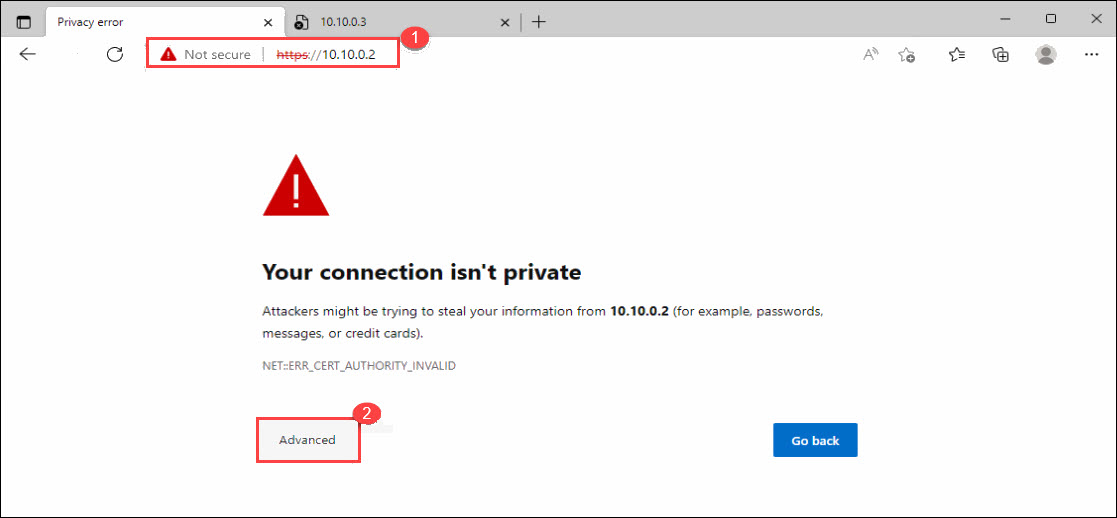 Privacy error
10.10.0.3
1
Not secure | https://10.10.0.2
!
Your connection isn't private
Attackers might be trying to steal your information from 10.10.0.2 (for example, passwords,
messages, or credit cards).
NET::ERR_CERT_AUTHORITY_INVALID
2
Advanced
Go back